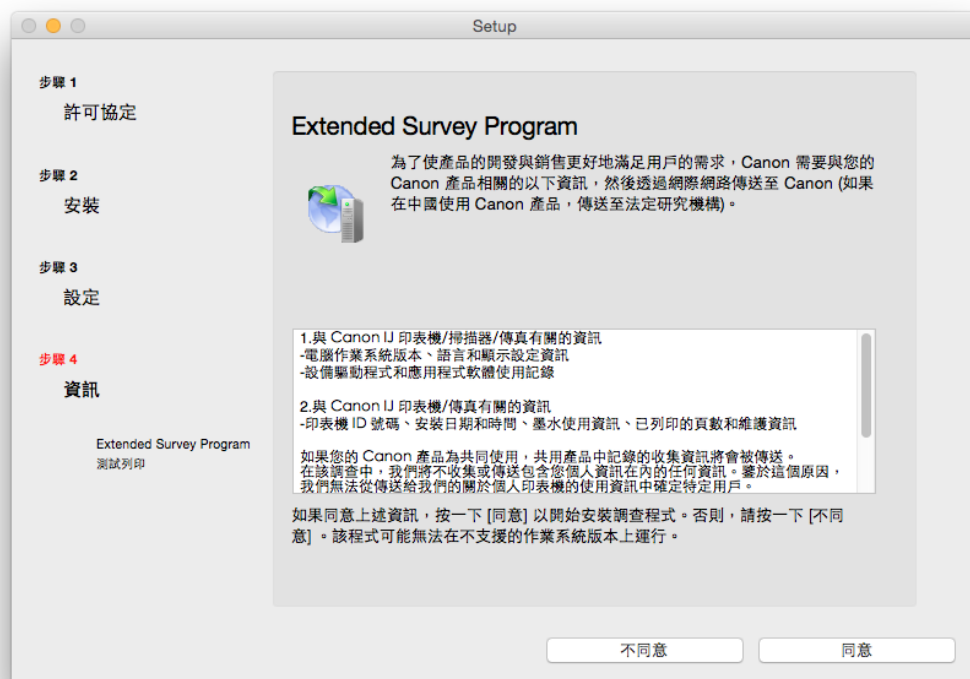 Setup
步驟 1
許可協定
步驟 2
安裝
步驟 3
設定
步驟 4
資訊
Extended Survey Program
測試列印
Extended Survey Program
為了使產品的開發與銷售更好地滿足用戶的需求，Canon 需要與您的
Canon 產品相關的以下資訊，然後透過網際網路傳送至 Canon (如果
在中國使用 Canon 產品，傳送至法定研究機構)。
1.與 Canon IJ 印表機/掃描器/傳真有關的資訊
-電腦作業系統版本、語言和顯示設定資訊
-設備驅動程式和應用程式軟體使用記錄
2.與 Canon IJ 印表機/傳真有關的資訊
-印表機 ID 號碼、安裝日期和時間、墨水使用資訊、已列印的頁數和維護資訊
如果您的 Canon 產品為共同使用，共用產品中記錄的收集資訊將會被傳送。
在該調查中，我們將不收集或傳送包含您個人資訊在內的任何資訊。鑒於這個原因，
我們無法從傳送給我們的關於個人印表機的使用資訊中確定特定用戶。
如果同意上述資訊，按一下 [同意] 以開始安裝調查程式。否則，請按一下 [不同
意] 。該程式可能無法在不支援的作業系統版本上運行。
不同意
同意